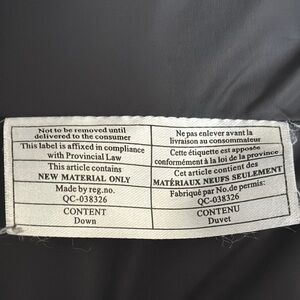 Not to be removed until
delivered to the consumer
This label is affixed in compliance
with Provincial Law
This article contains
NEW MATERIAL ONLY
Made by reg.no.
QC-038326
CONTENT
Down
Ne pas enlever avant la
livraison au consommateur
Cette étiquette est apposée
conformément à la loi de la province
Cet article contient des
MATÉRIAUX NEUFS SEULEMENT
Fabriqué par No.de permis:
QC-038326
CONTENU
Duvet